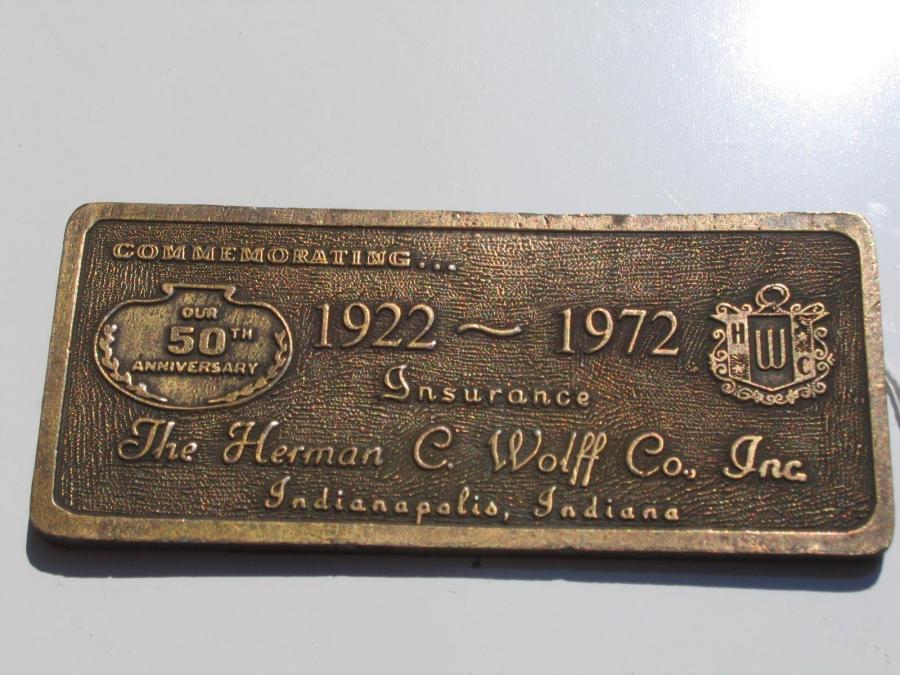 COMMEMORATING...
OUR
50TH
ANNIVERSARY
1922 ~ 1972
H W C
Insurance
The Herman C. Wolff Co., Inc.
Indianapolis, Indiana